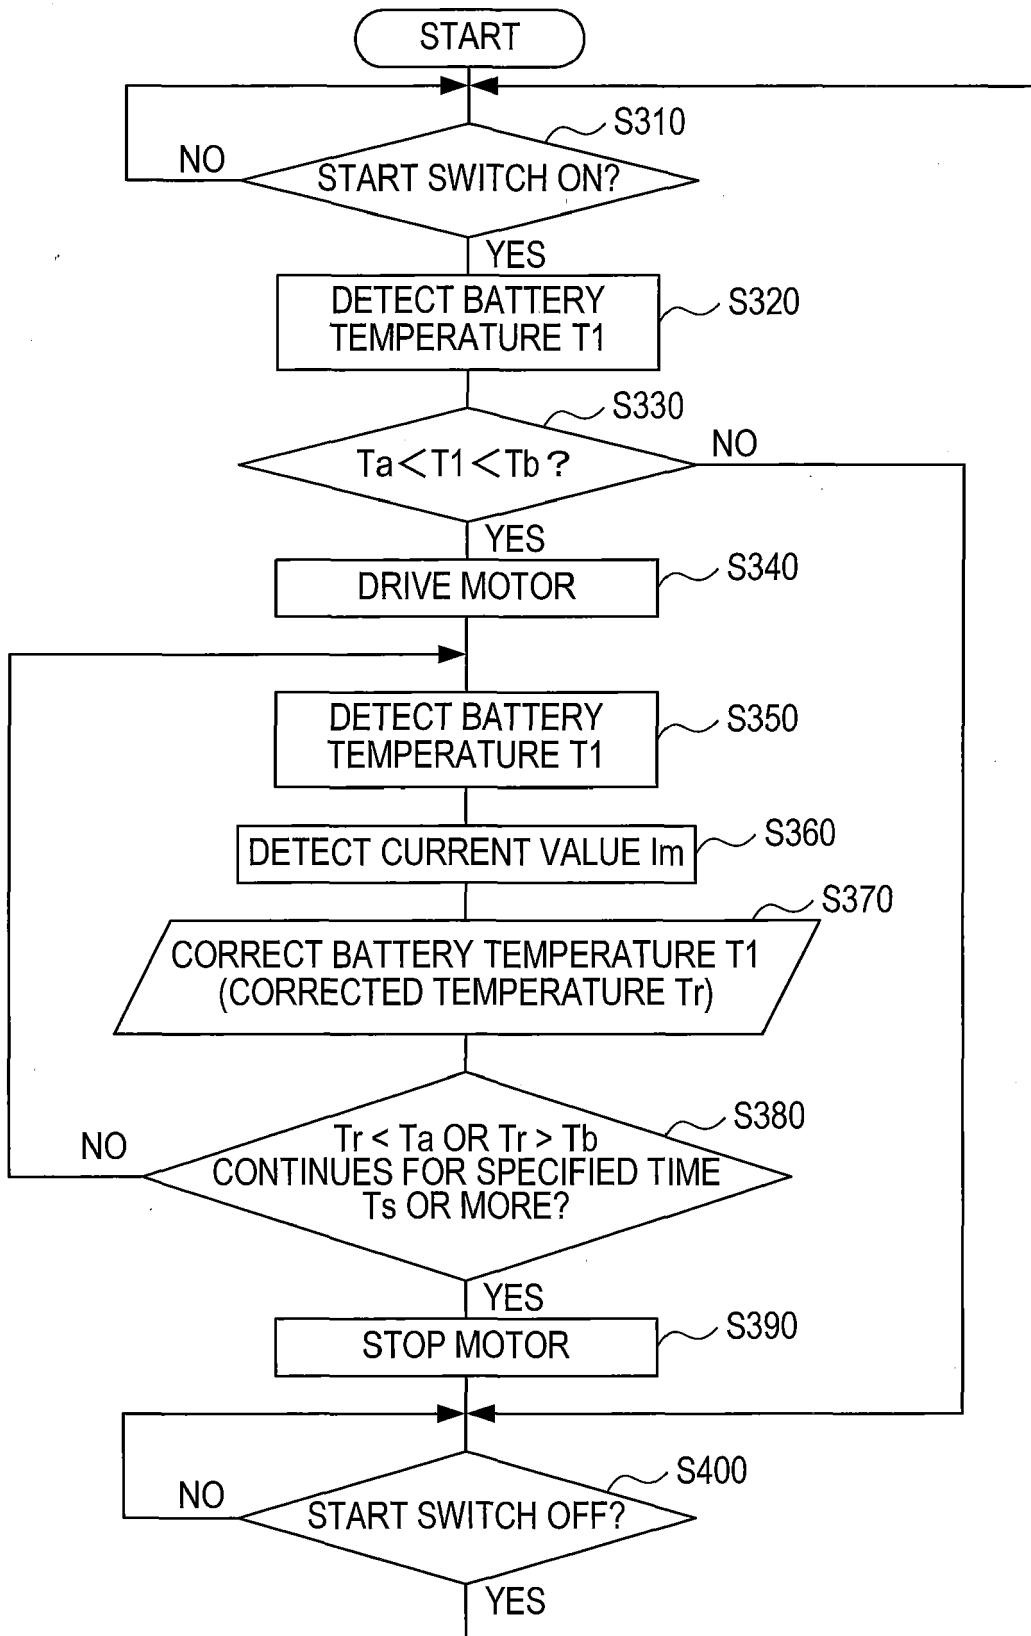 START
S310
NO
START SWITCH ON?
YES
DETECT BATTERY
TEMPERATURE T1
S320
S330
NO
Ta<T1<Tb?
YES
DRIVE MOTOR
S340
DETECT BATTERY
TEMPERATURE T1
S350
DETECT CURRENT VALUE Im
S360
S370
CORRECT BATTERY TEMPERATURE T1
(CORRECTED TEMPERATURE Tr)
S380
NO
Tr < Ta OR Tr > Tb
CONTINUES FOR SPECIFIED TIME
Ts OR MORE?
YES
STOP MOTOR
S390
S400
NO
START SWITCH OFF?
YES